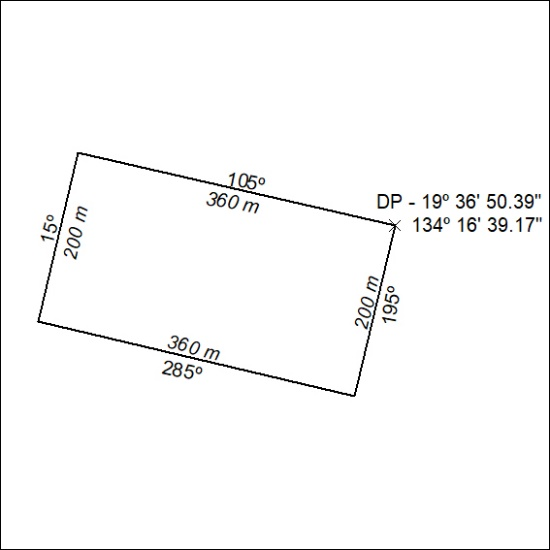 105º
360 m
DP - 19º 36' 50.39"
134º 16' 39.17"
15º
200 m
200 m
195º
360 m
285º